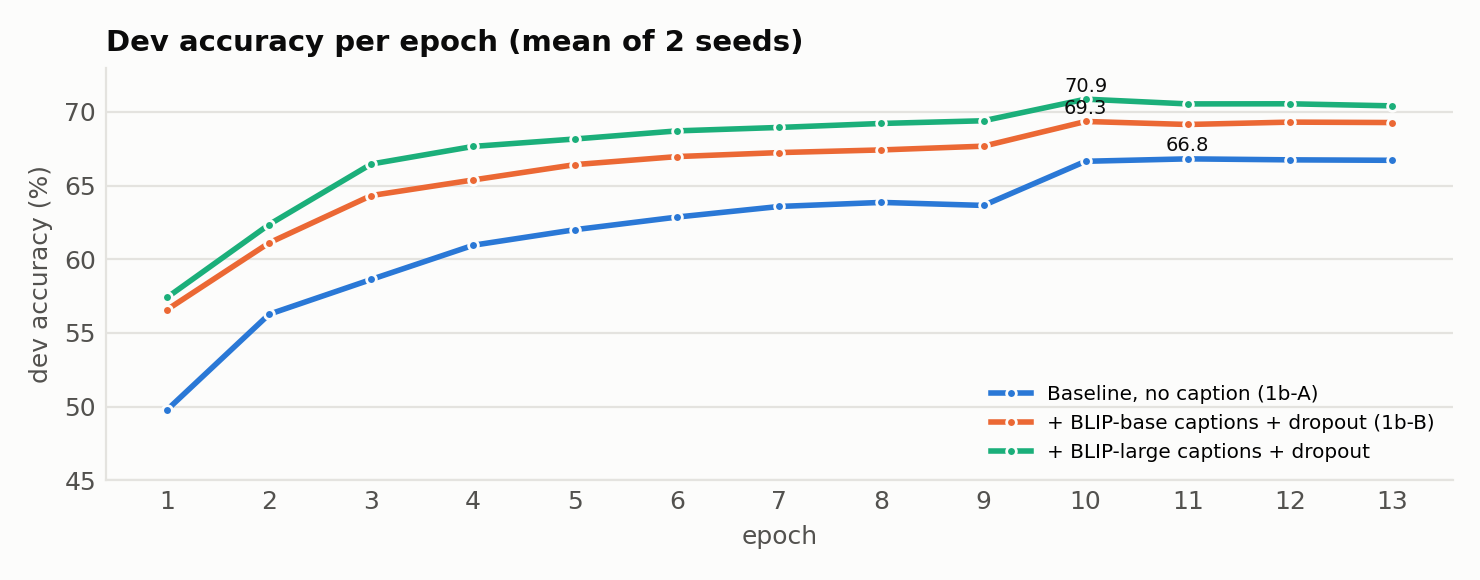 Dev accuracy per epoch (mean of 2 seeds)
70.9
69.3
66.8
70
65
60
55
50
45
dev accuracy (%)
Baseline, no caption (1b-A)
+ BLIP-base captions + dropout (1b-B)
+ BLIP-large captions + dropout
1 2 3 4 5 6 7 8 9 10 11 12 13
epoch